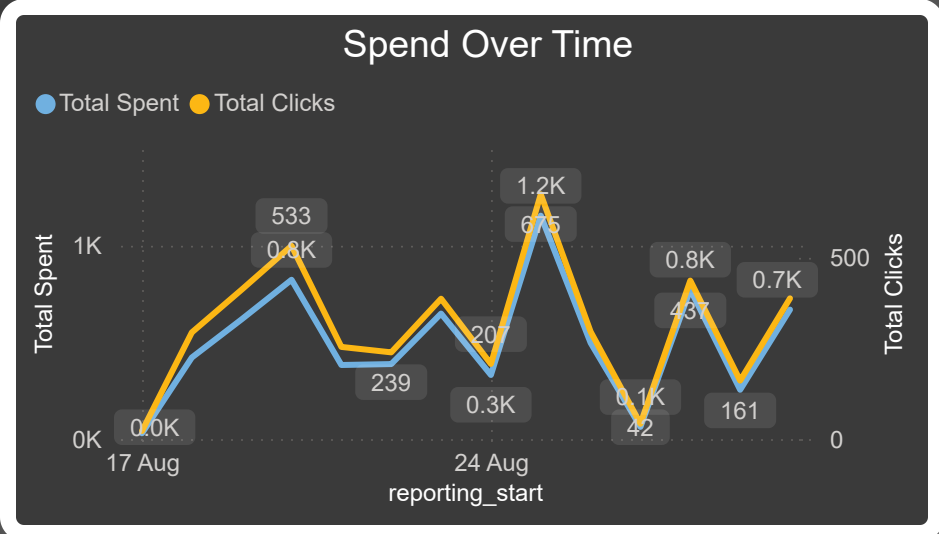 Spend Over Time
Total Spent Total Clicks
1.2K
533
675
0.8K
1K
0.8K
500
0.7K
437
207
239
0.3K
0.1K
161
0.0K
42
0K
0
17 Aug 24 Aug
reporting_start
Total Spent
Total Clicks